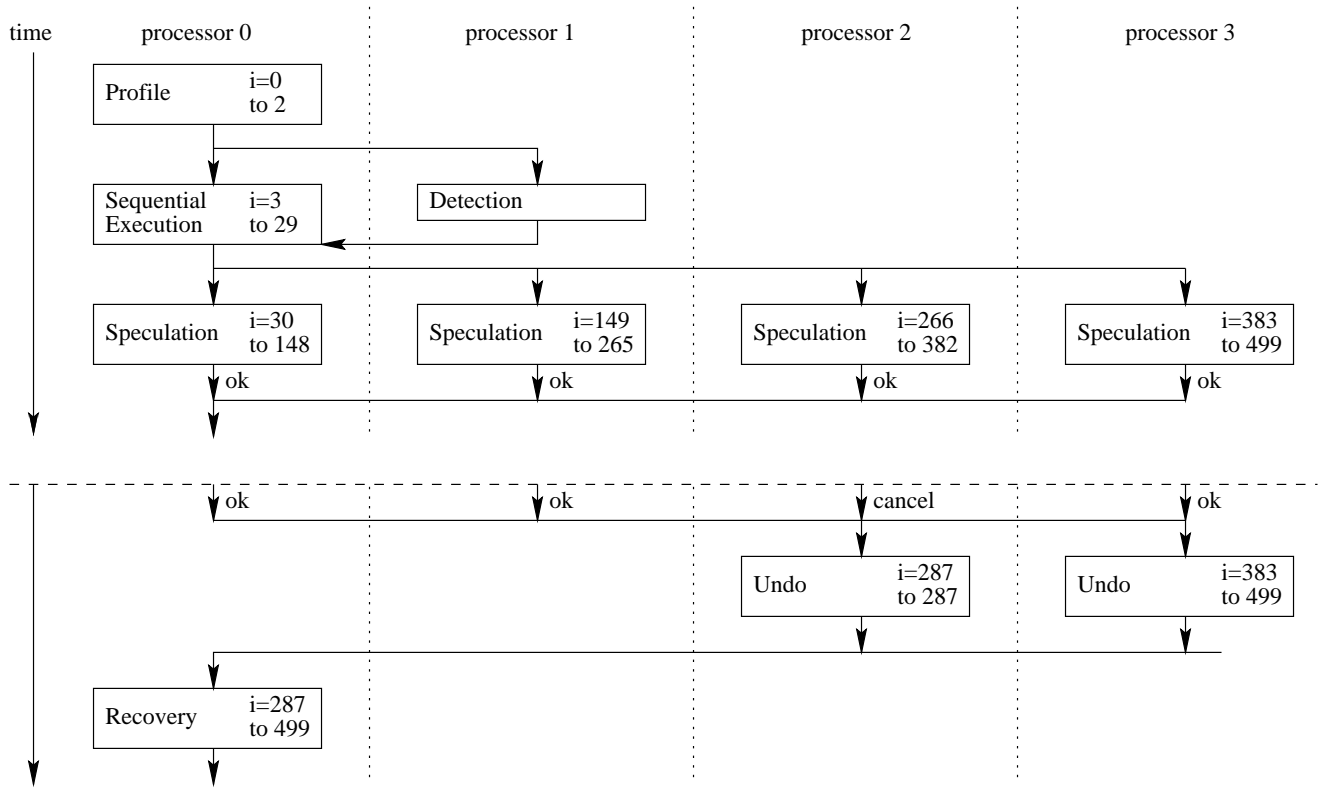 time processor 0 processor 1 processor 2 processor 3
Profile i=0
to 2
Sequential i=3
Execution to 29
Detection
Speculation i=30
to 148
Speculation i=149
to 265
Speculation i=266
to 382
Speculation i=383
to 499
ok ok ok ok
ok ok cancel ok
Undo i=287
to 287
Undo i=383
to 499
Recovery i=287
to 499